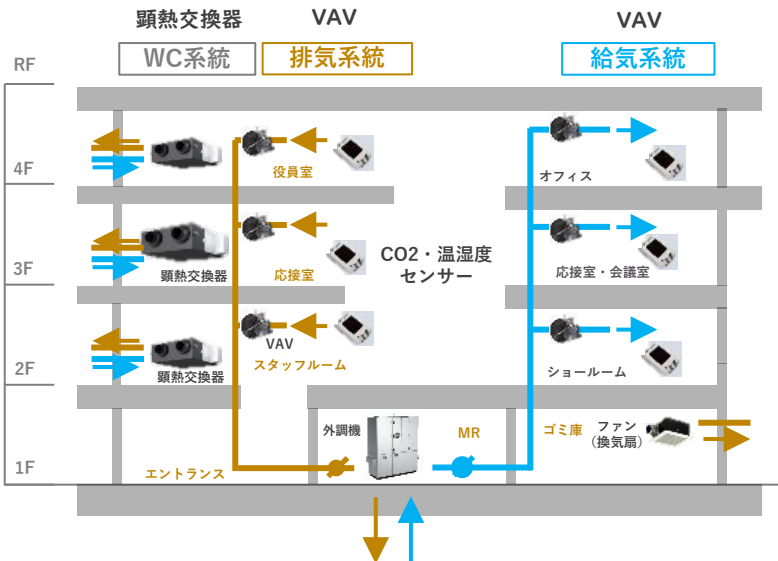 顕熱交換器
VAV
VAV
WC系統
排気系統
給気系統
RF
役員室
オフィス
4F
CO2・温湿度
センサー
顕熱交換器
応接室
応接室・会議室
3F
VAV
顕熱交換器
スタッフルーム
ショールーム
2F
外調機
MR
ゴミ庫
ファン
（換気扇）
エントランス
1F